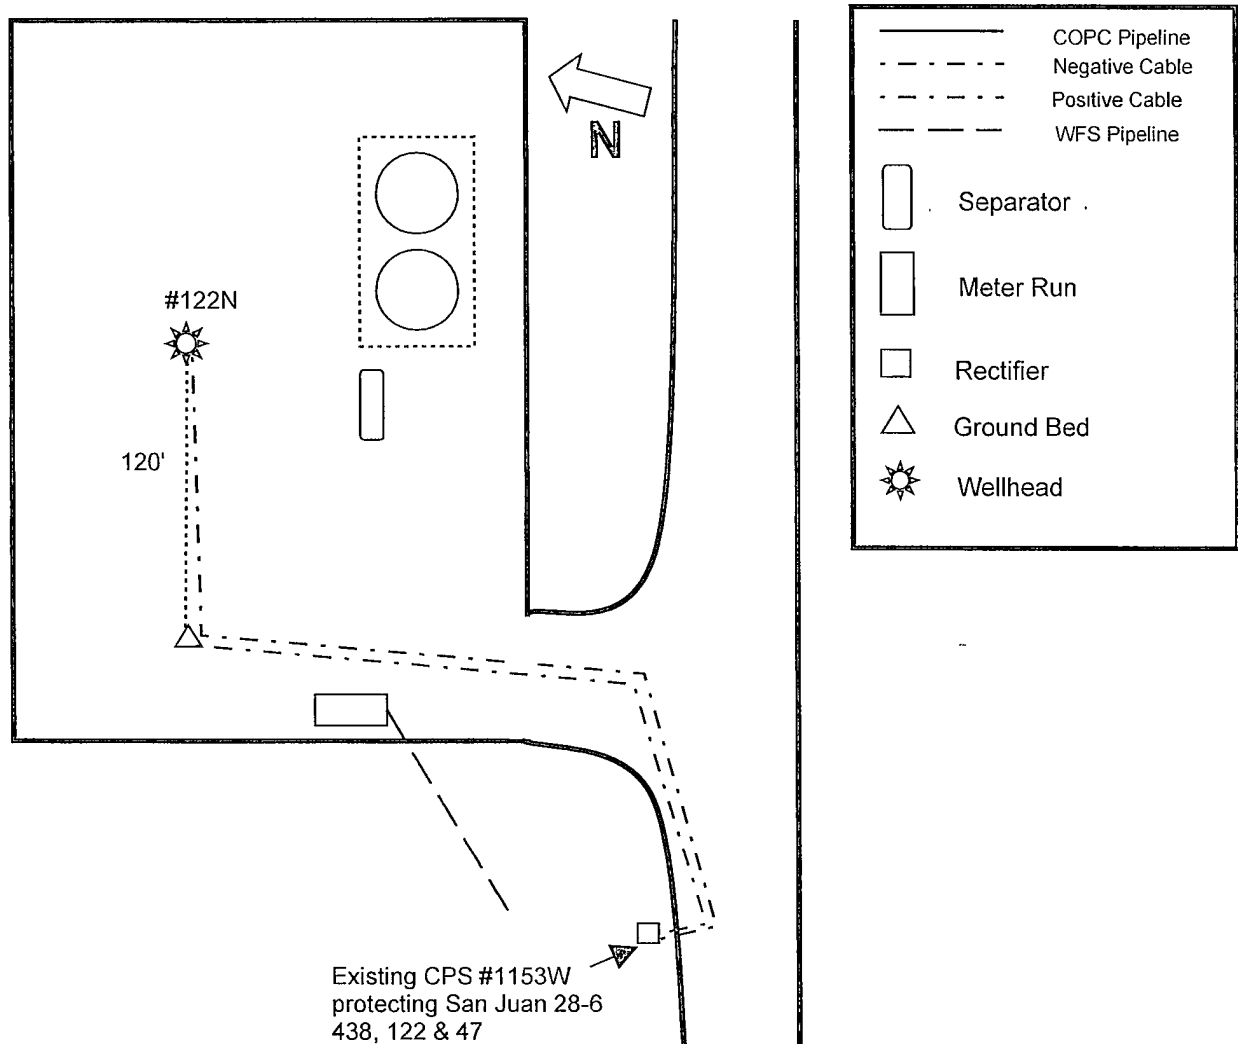 N
#122N
120'
Existing CPS #1153W
protecting San Juan 28-6
438, 122 & 47
COPC Pipeline
Negative Cable
Positive Cable
WFS Pipeline
Separator
Meter Run
Rectifier
Ground Bed
Wellhead